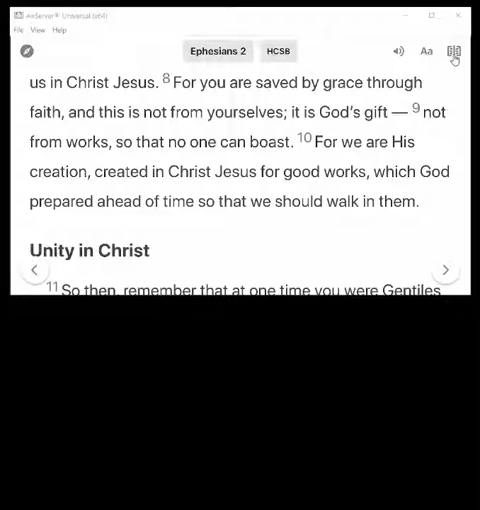 AirServer® Universal (x64)
File View Help
Ephesians 2 HCSB Aa
us in Christ Jesus. 8 For you are saved by grace through
faith, and this is not from yourselves; it is God's gift — 9 not
from works, so that no one can boast. 10 For we are His
creation, created in Christ Jesus for good works, which God
prepared ahead of time so that we should walk in them.
Unity in Christ
11 So then, remember that at one time you were Gentiles